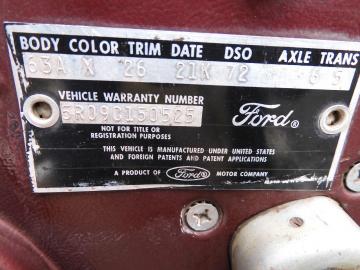 BODY COLOR TRIM DATE DSO AXLE TRANS
63A X 26 21K 72 6 5
VEHICLE WARRANTY NUMBER
6R09C150525
Ford®
NOT FOR TITLE OR
REGISTRATION PURPOSES
THIS VEHICLE IS MANUFACTURED UNDER UNITED STATES
AND FOREIGN PATENTS AND PATENT APPLICATIONS
A PRODUCT OF Ford® MOTOR COMPANY